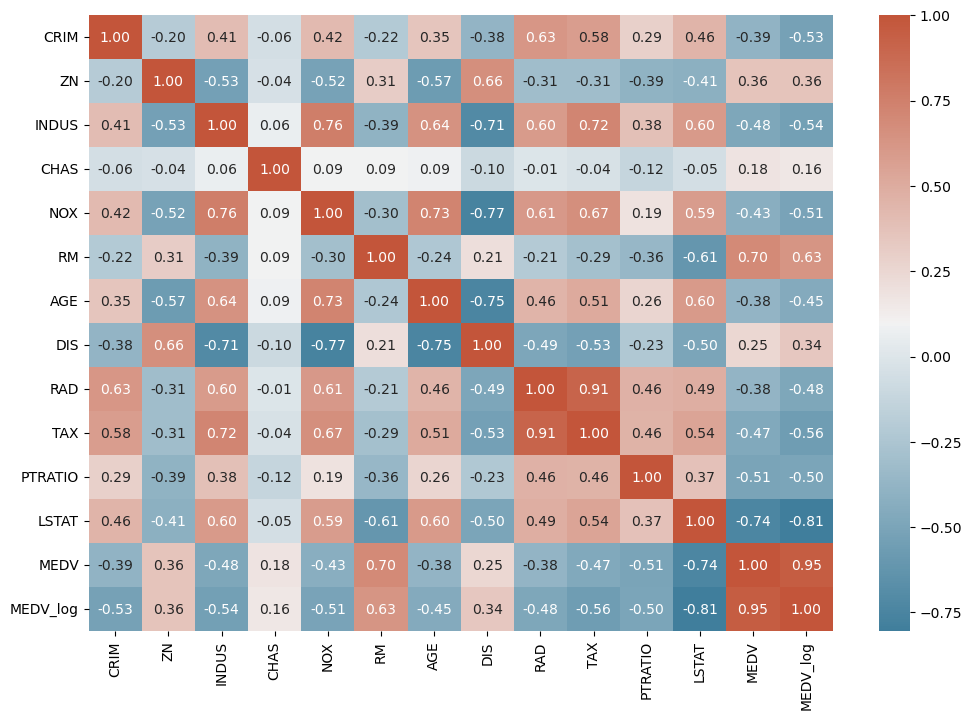 CRIM 1.00 -0.20 0.41 -0.06 0.42 -0.22 0.35 -0.38 0.63 0.58 0.29 0.46 -0.39 -0.53
ZN -0.20 1.00 -0.53 -0.04 -0.52 0.31 -0.57 0.66 -0.31 -0.31 -0.39 -0.41 0.36 0.36
INDUS 0.41 -0.53 1.00 0.06 0.76 -0.39 0.64 -0.71 0.60 0.72 0.38 0.60 -0.48 -0.54
CHAS -0.06 -0.04 0.06 1.00 0.09 0.09 0.09 -0.10 -0.01 -0.04 -0.12 -0.05 0.18 0.16
NOX 0.42 -0.52 0.76 0.09 1.00 -0.30 0.73 -0.77 0.61 0.67 0.19 0.59 -0.43 -0.51
RM -0.22 0.31 -0.39 0.09 -0.30 1.00 -0.24 0.21 -0.21 -0.29 -0.36 -0.61 0.70 0.63
AGE 0.35 -0.57 0.64 0.09 0.73 -0.24 1.00 -0.75 0.46 0.51 0.26 0.60 -0.38 -0.45
DIS -0.38 0.66 -0.71 -0.10 -0.77 0.21 -0.75 1.00 -0.49 -0.53 -0.23 -0.50 0.25 0.34
RAD 0.63 -0.31 0.60 -0.01 0.61 -0.21 0.46 -0.49 1.00 0.91 0.46 0.49 -0.38 -0.48
TAX 0.58 -0.31 0.72 -0.04 0.67 -0.29 0.51 -0.53 0.91 1.00 0.46 0.54 -0.47 -0.56
PTRATIO 0.29 -0.39 0.38 -0.12 0.19 -0.36 0.26 -0.23 0.46 0.46 1.00 0.37 -0.51 -0.50
LSTAT 0.46 -0.41 0.60 -0.05 0.59 -0.61 0.60 -0.50 0.49 0.54 0.37 1.00 -0.74 -0.81
MEDV -0.39 0.36 -0.48 0.18 -0.43 0.70 -0.38 0.25 -0.38 -0.47 -0.51 -0.74 1.00 0.95
MEDV_log -0.53 0.36 -0.54 0.16 -0.51 0.63 -0.45 0.34 -0.48 -0.56 -0.50 -0.81 0.95 1.00
CRIM ZN INDUS CHAS NOX RM AGE DIS RAD TAX PTRATIO LSTAT MEDV MEDV_log
1.00
0.75
0.50
0.25
0.00
-0.25
-0.50
-0.75